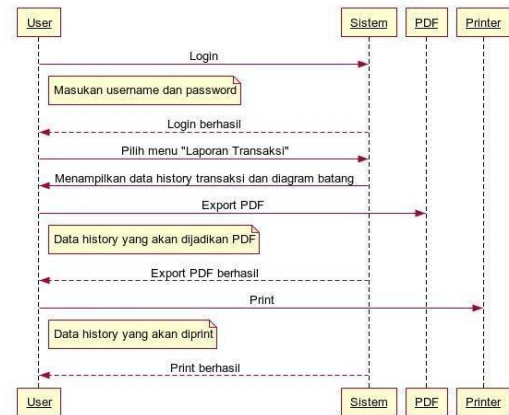 User
Sistem
PDF
Printer
Login
Masukan username dan password
Login berhasil
Pilih menu "Laporan Transaksi"
Menampilkan data history transaksi dan diagram batang
Export PDF
Data history yang akan dijadikan PDF
Export PDF berhasil
Print
Data history yang akan diprint
Print berhasil
User
Sistem
PDF
Printer